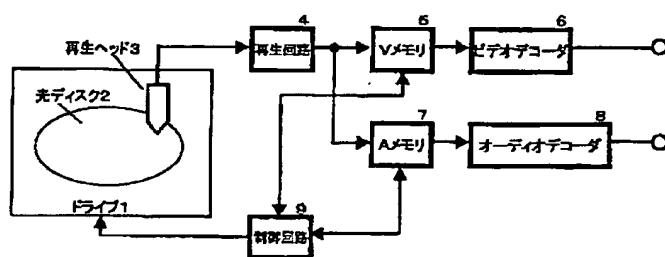 再生ヘッド3
光ディスク2
ドライブ1
4
再生回路
5
Vメモリ
6
ビデオデコーダ
7
Aメモリ
8
オーディオデコーダ
9
制御回路